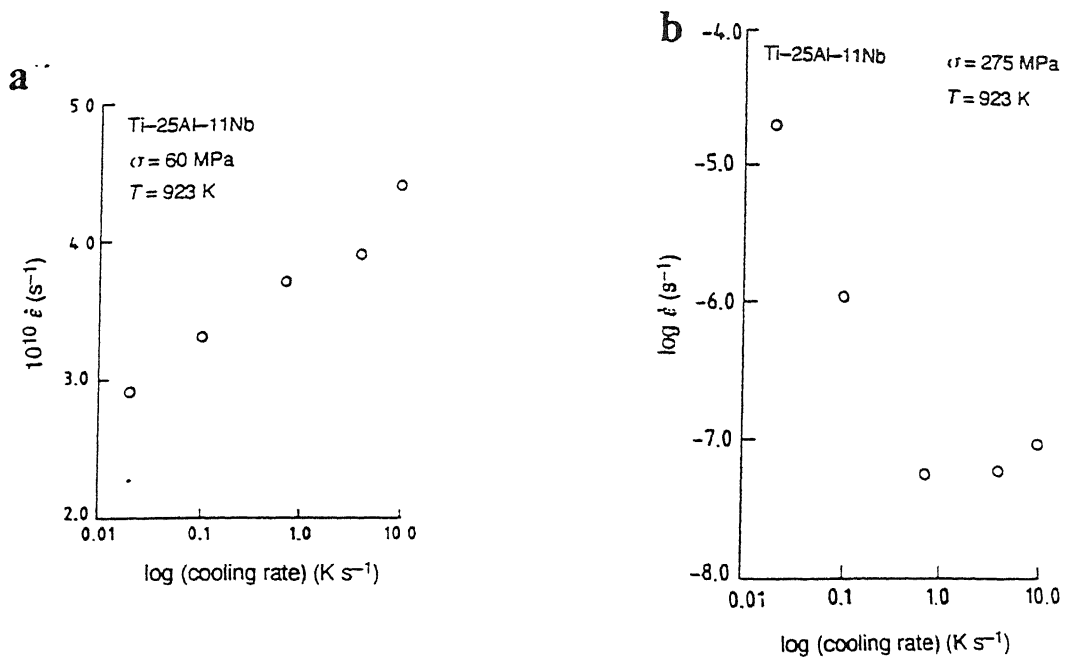 a
Ti–25Al–11Nb
σ = 60 MPa
T = 923 K
5 0
4 0
3.0
2.0
10¹⁰ ε̇ (s⁻¹)
0.01 0.1 1.0 10 0
log (cooling rate) (K s⁻¹)
b
Ti–25Al–11Nb
σ = 275 MPa
T = 923 K
-4.0
-5.0
-6.0
-7.0
-8.0
log ε̇ (s⁻¹)
0.01 0.1 1.0 10.0
log (cooling rate) (K s⁻¹)